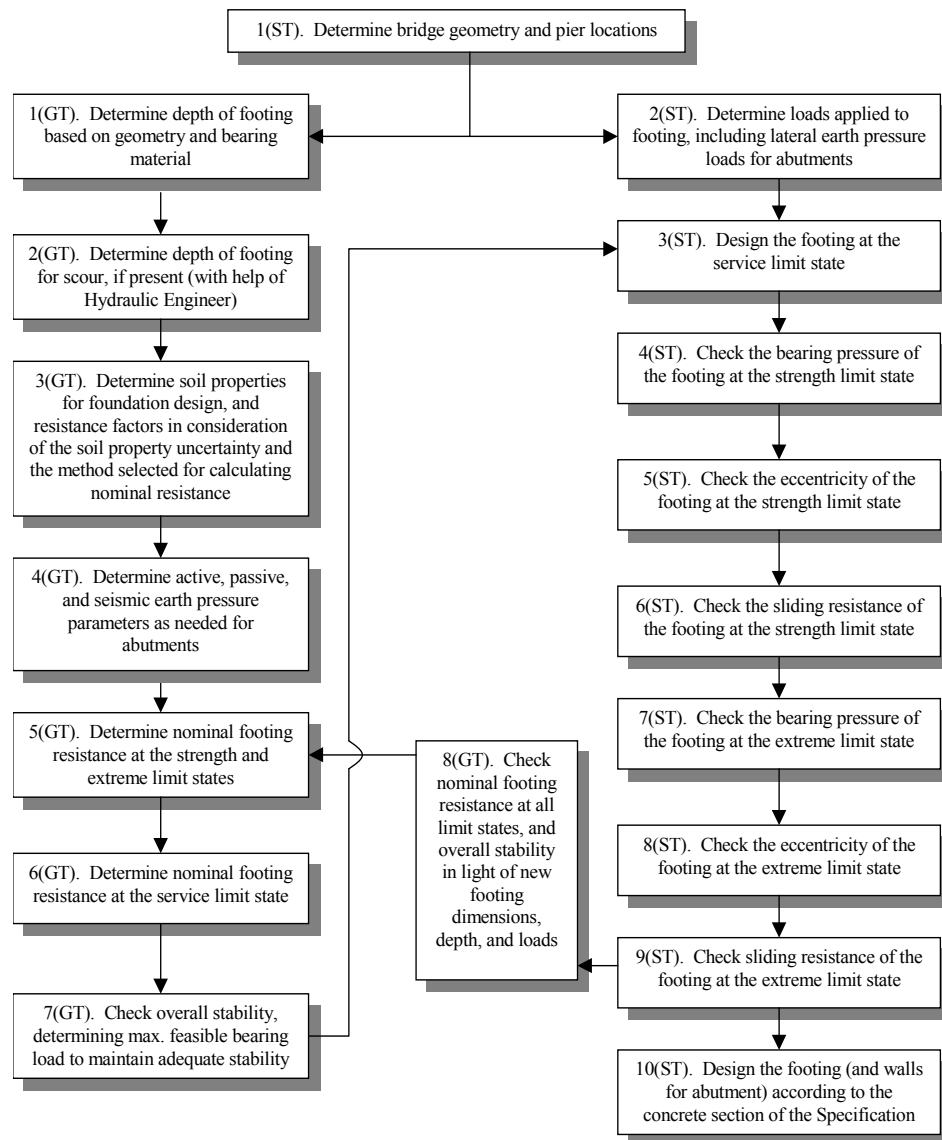 1(ST).  Determine bridge geometry and pier locations
1(GT).  Determine depth of footing
based on geometry and bearing
material
2(GT).  Determine depth of footing
for scour, if present (with help of
Hydraulic Engineer)
3(GT).  Determine soil properties
for foundation design, and
resistance factors in consideration
of the soil property uncertainty and
the method selected for calculating
nominal resistance
4(GT).  Determine active, passive,
and seismic earth pressure
parameters as needed for
abutments
5(GT).  Determine nominal footing
resistance at the strength and
extreme limit states
6(GT).  Determine nominal footing
resistance at the service limit state
7(GT).  Check overall stability,
determining max. feasible bearing
load to maintain adequate stability
8(GT).  Check
nominal footing
resistance at all
limit states, and
overall stability
in light of new
footing
dimensions,
depth, and loads
2(ST).  Determine loads applied to
footing, including lateral earth pressure
loads for abutments
3(ST).  Design the footing at the
service limit state
4(ST).  Check the bearing pressure of
the footing at the strength limit state
5(ST).  Check the eccentricity of the
footing at the strength limit state
6(ST).  Check the sliding resistance of
the footing at the strength limit state
7(ST).  Check the bearing pressure of
the footing at the extreme limit state
8(ST).  Check the eccentricity of the
footing at the extreme limit state
9(ST).  Check sliding resistance of the
footing at the extreme limit state
10(ST).  Design the footing (and walls
for abutment) according to the
concrete section of the Specification